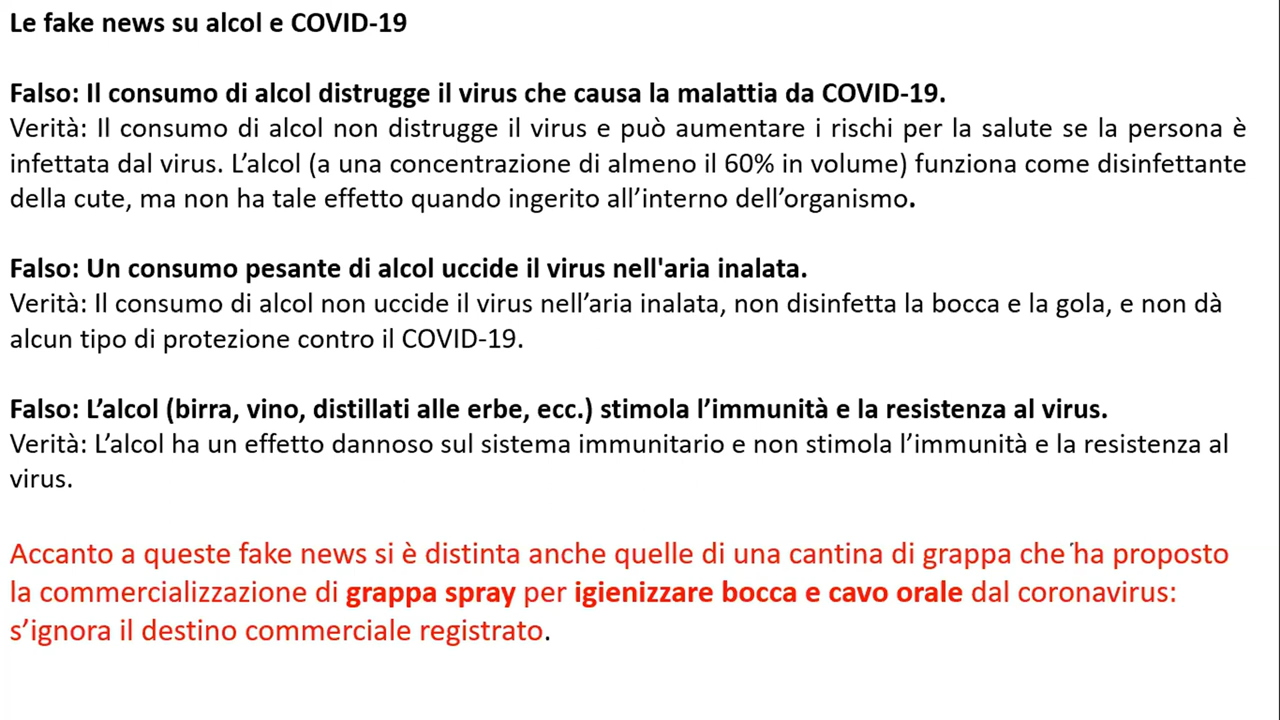 Le fake news su alcol e COVID-19
Falso: Il consumo di alcol distrugge il virus che causa la malattia da COVID-19.
Verità: Il consumo di alcol non distrugge il virus e può aumentare i rischi per la salute se la persona è
infettata dal virus. L’alcol (a una concentrazione di almeno il 60% in volume) funziona come disinfettante
della cute, ma non ha tale effetto quando ingerito all’interno dell’organismo.
Falso: Un consumo pesante di alcol uccide il virus nell'aria inalata.
Verità: Il consumo di alcol non uccide il virus nell’aria inalata, non disinfetta la bocca e la gola, e non dà
alcun tipo di protezione contro il COVID-19.
Falso: L’alcol (birra, vino, distillati alle erbe, ecc.) stimola l’immunità e la resistenza al virus.
Verità: L’alcol ha un effetto dannoso sul sistema immunitario e non stimola l’immunità e la resistenza al
virus.
Accanto a queste fake news si è distinta anche quelle di una cantina di grappa che ha proposto
la commercializzazione di grappa spray per igienizzare bocca e cavo orale dal coronavirus:
s’ignora il destino commerciale registrato.